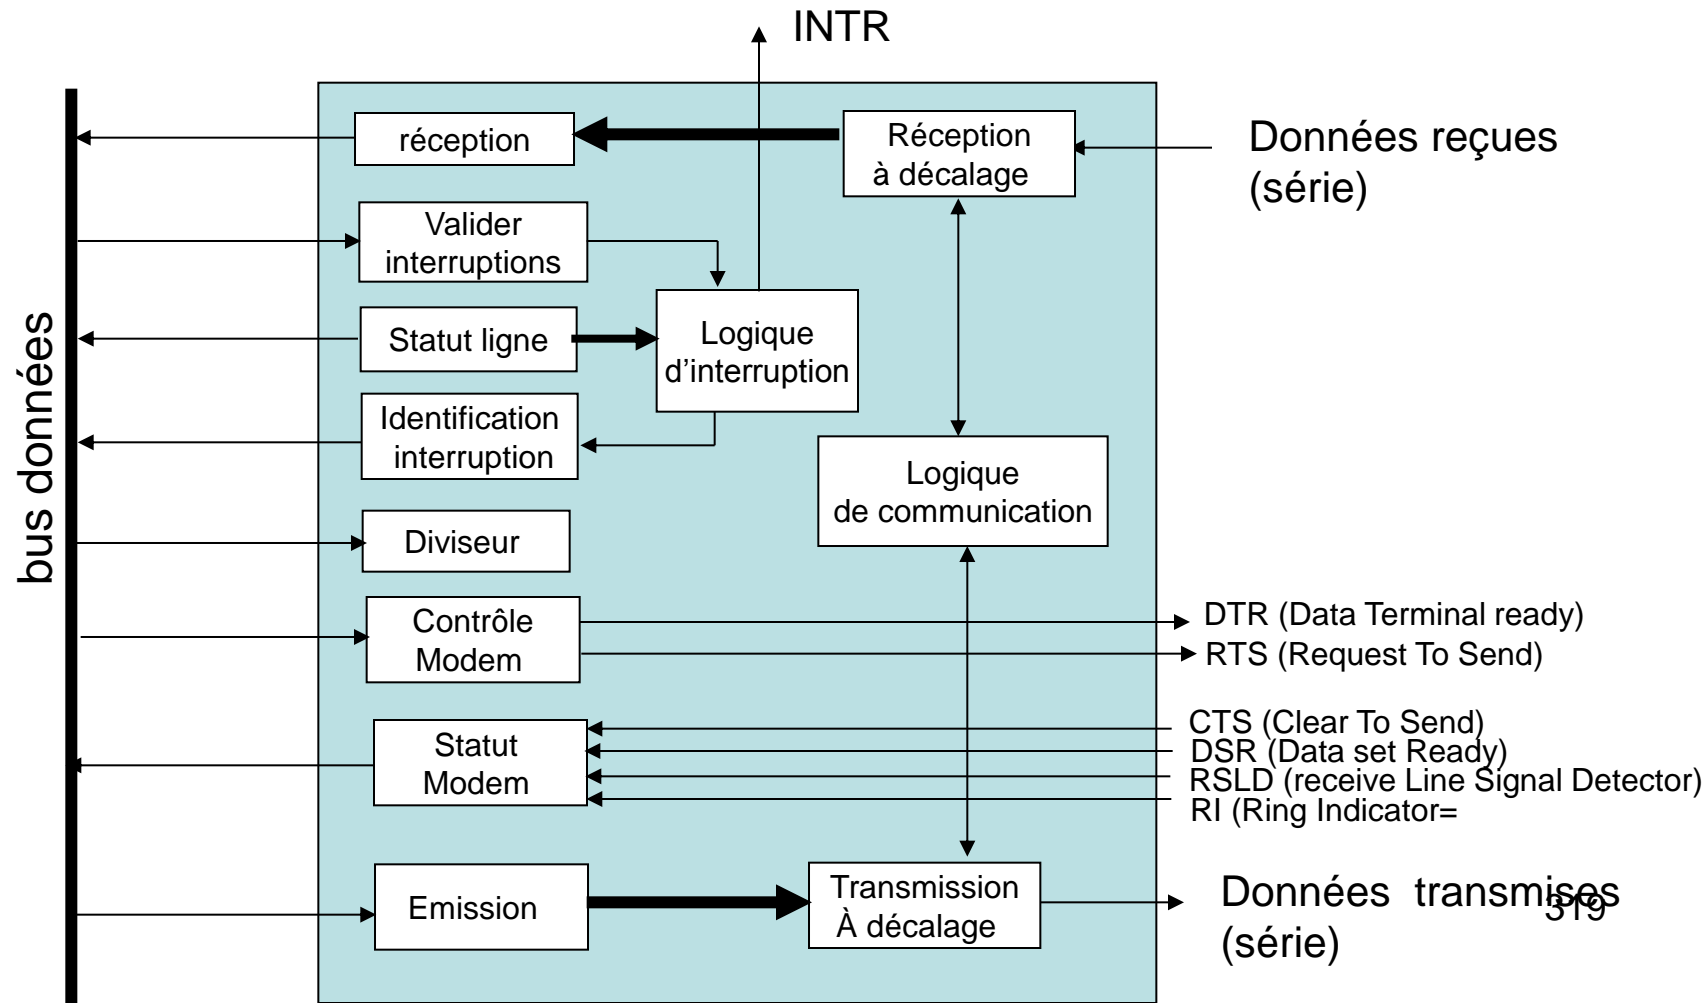 INTR
réception
Réception
à décalage
Données reçues
(série)
Valider
interruptions
Statut ligne
Logique
d’interruption
Identification
interruption
bus données
Logique
de communication
Diviseur
Contrôle
Modem
DTR (Data Terminal ready)
RTS (Request To Send)
Statut
Modem
CTS (Clear To Send)
DSR (Data set Ready)
RSLD (receive Line Signal Detector)
RI (Ring Indicator=
Emission
Transmission
À décalage
Données transmises
(série)
319